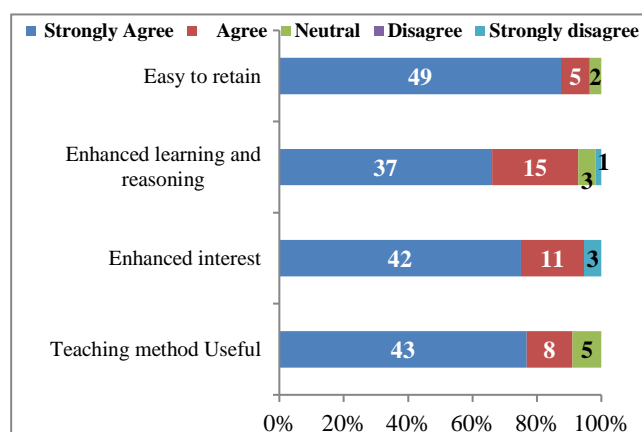 Strongly Agree Agree Neutral Disagree Strongly disagree
Easy to retain
49 5 2
Enhanced learning and
reasoning
37 15 3 1
Enhanced interest
42 11 3
Teaching method Useful
43 8 5
0% 20% 40% 60% 80% 100%